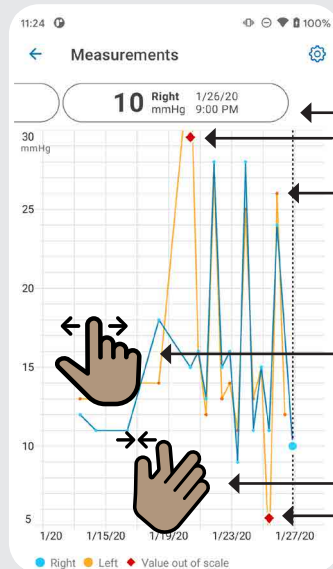 11:24 100%
Measurements
10 Right 1/26/20
mmHg 9:00 PM
30
mmHg
25
20
15
10
5
1/20 1/15/20 1/19/20 1/23/20 1/27/20
Right Left Value out of scale